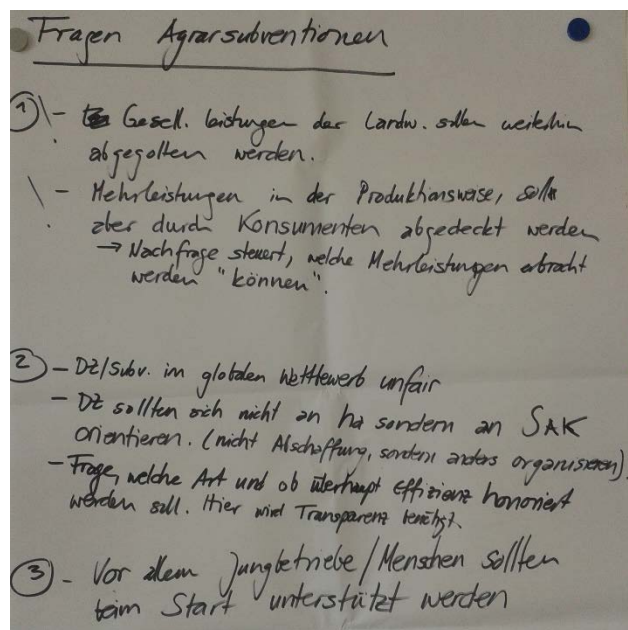 Fragen Agrarsubventionen
1 - Gesell. Leistungen der Landw. sollen weiterhin
abgegolten werden.
- Mehrleistungen in der Produktionsweise, soll
aber durch Konsumenten abgedeckt werden
→ Nachfrage steuert, welche Mehrleistungen erbracht
werden "können".
2 - DZ/Subv. im globalen Wettbewerb unfair
- DZ sollten sich nicht an ha sondern an SAK
orientieren. (nicht Abschaffung, sondern anders organisieren).
- Frage, welche Art und ob überhaupt Effizienz honoriert
werden soll. Hier wird Transparenz benötigt.
3 - Vor allem Jungbetriebe/Menschen sollten
beim Start unterstützt werden